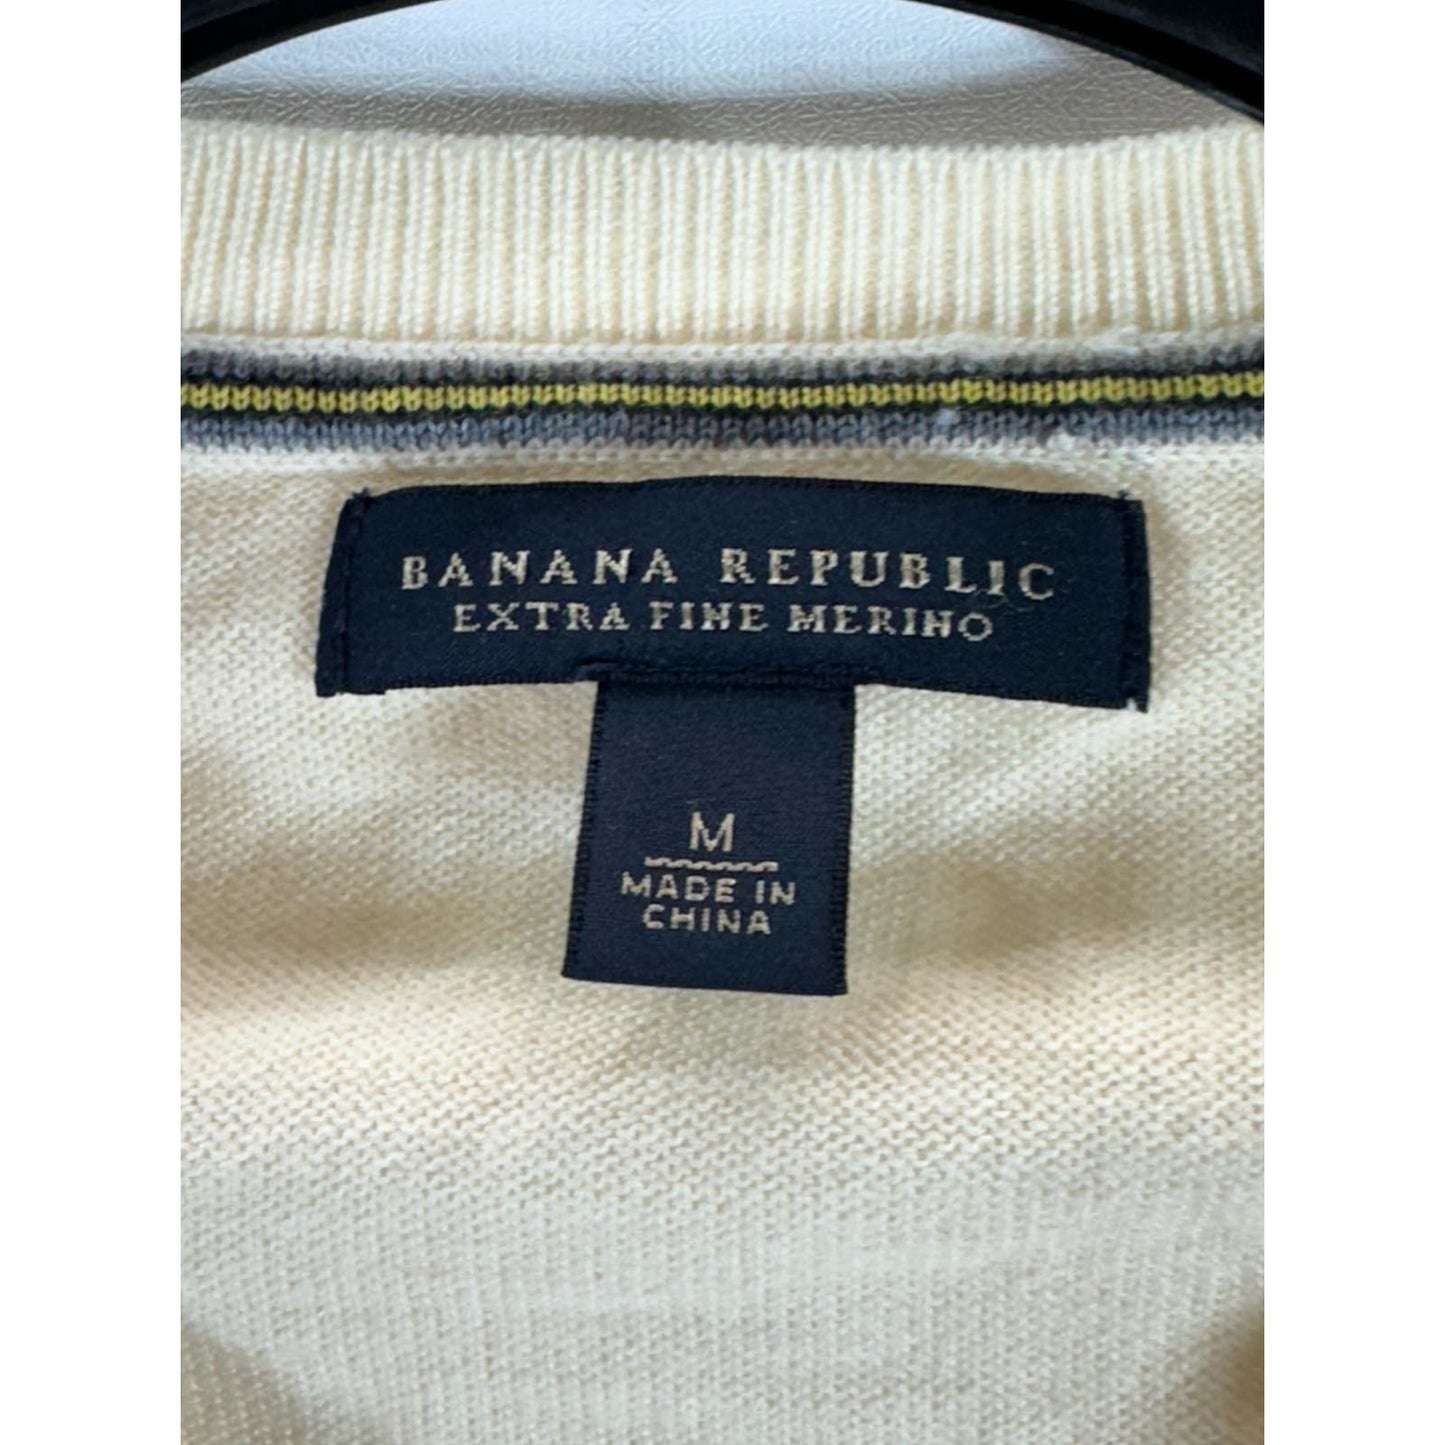 BANANA REPUBLIC
EXTRA FINE MERINO
M
MADE IN
CHINA